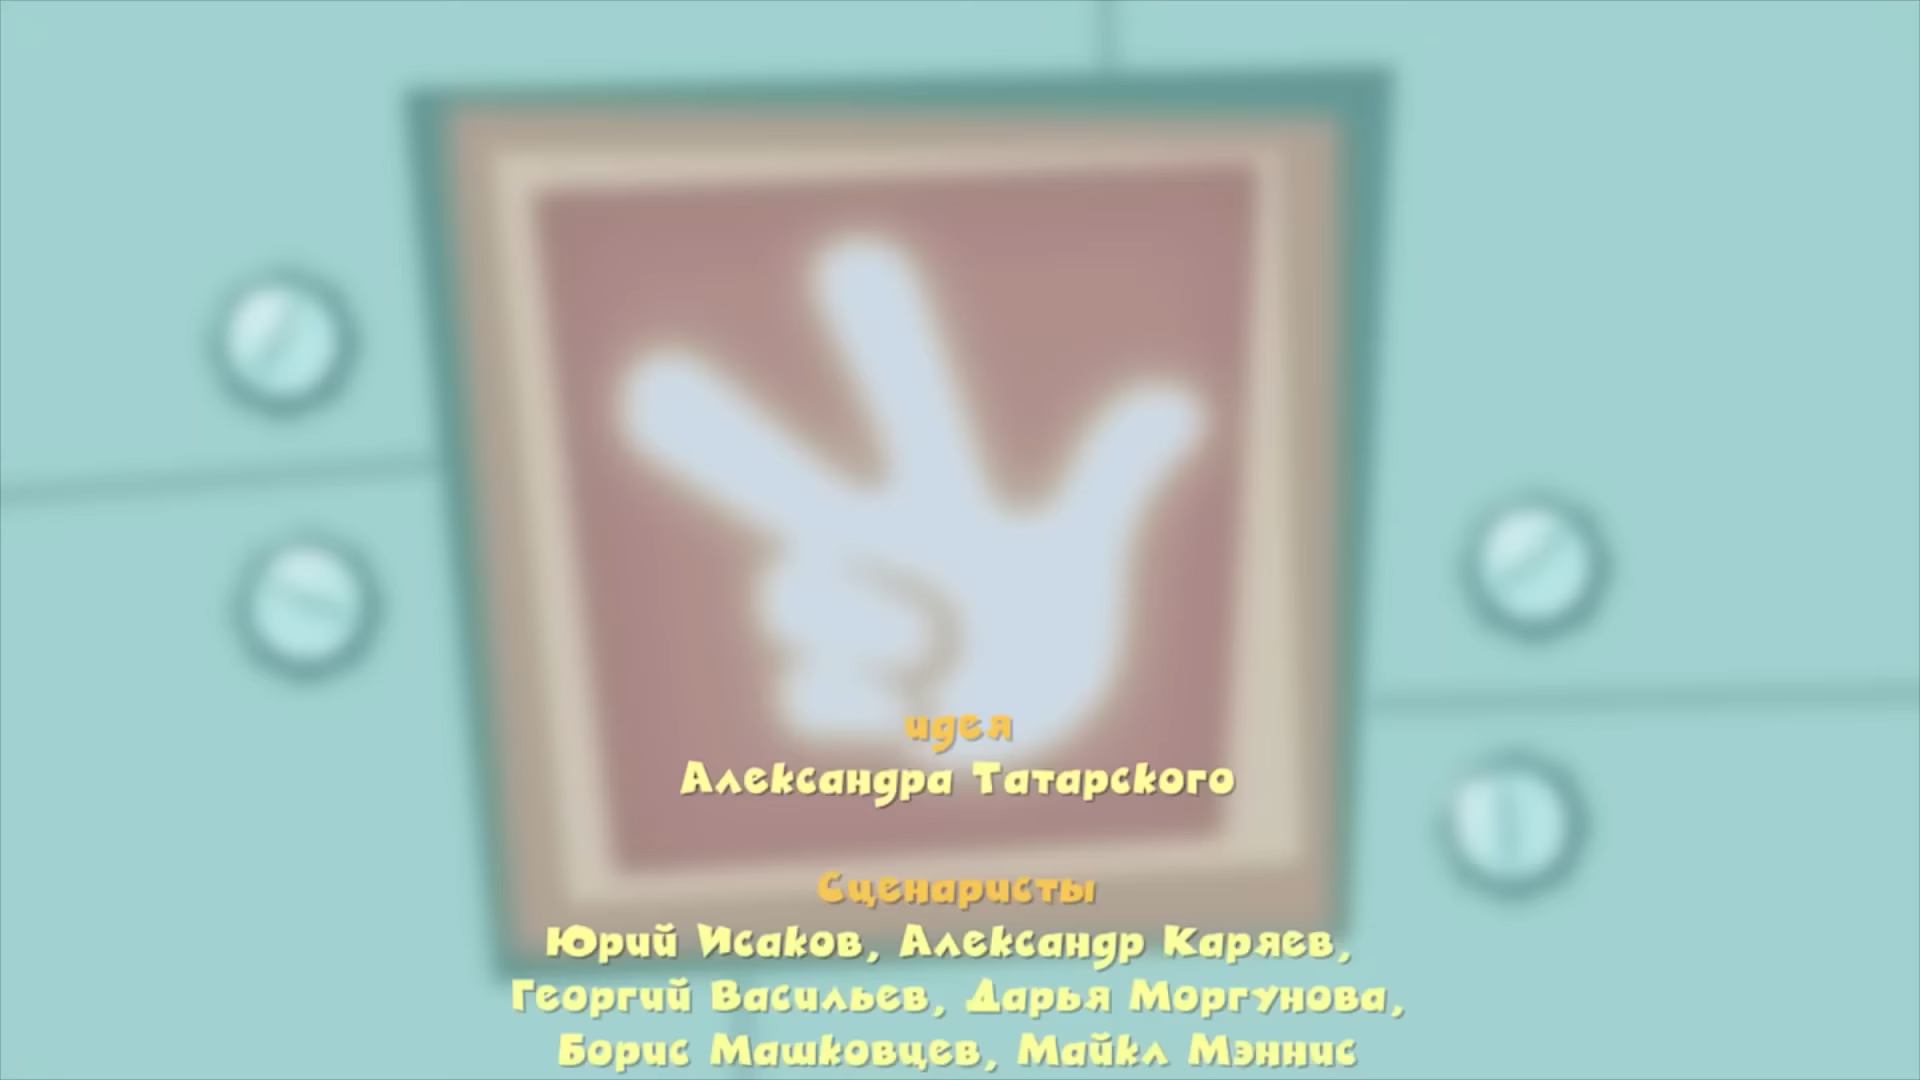 идея
Александра Татарского
Сценаристы
Юрий Исаков, Александр Каряев,
Георгий Васильев, Дарья Моргунова,
Борис Машковцев, Майкл Мэннис